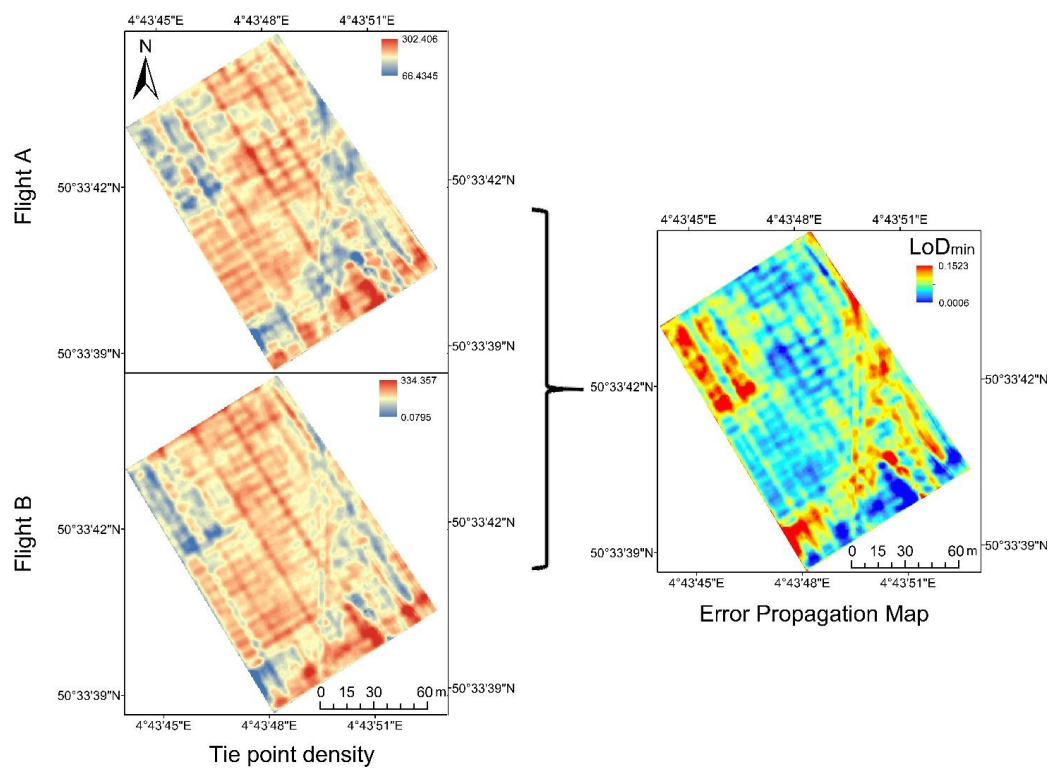 4°43'45"E 4°43'48"E 4°43'51"E
N
302.406
66.4345
Flight A
50°33'42"N
50°33'42"N
50°33'39"N
50°33'39"N
334.357
0.0795
Flight B
50°33'42"N
50°33'42"N
50°33'39"N
50°33'39"N
0 15 30 60 m
4°43'45"E 4°43'48"E 4°43'51"E
Tie point density
4°43'45"E 4°43'48"E 4°43'51"E
LoDmin
0.1523
0.0006
50°33'42"N
50°33'42"N
50°33'39"N
50°33'39"N
0 15 30 60 m
4°43'45"E 4°43'48"E 4°43'51"E
Error Propagation Map